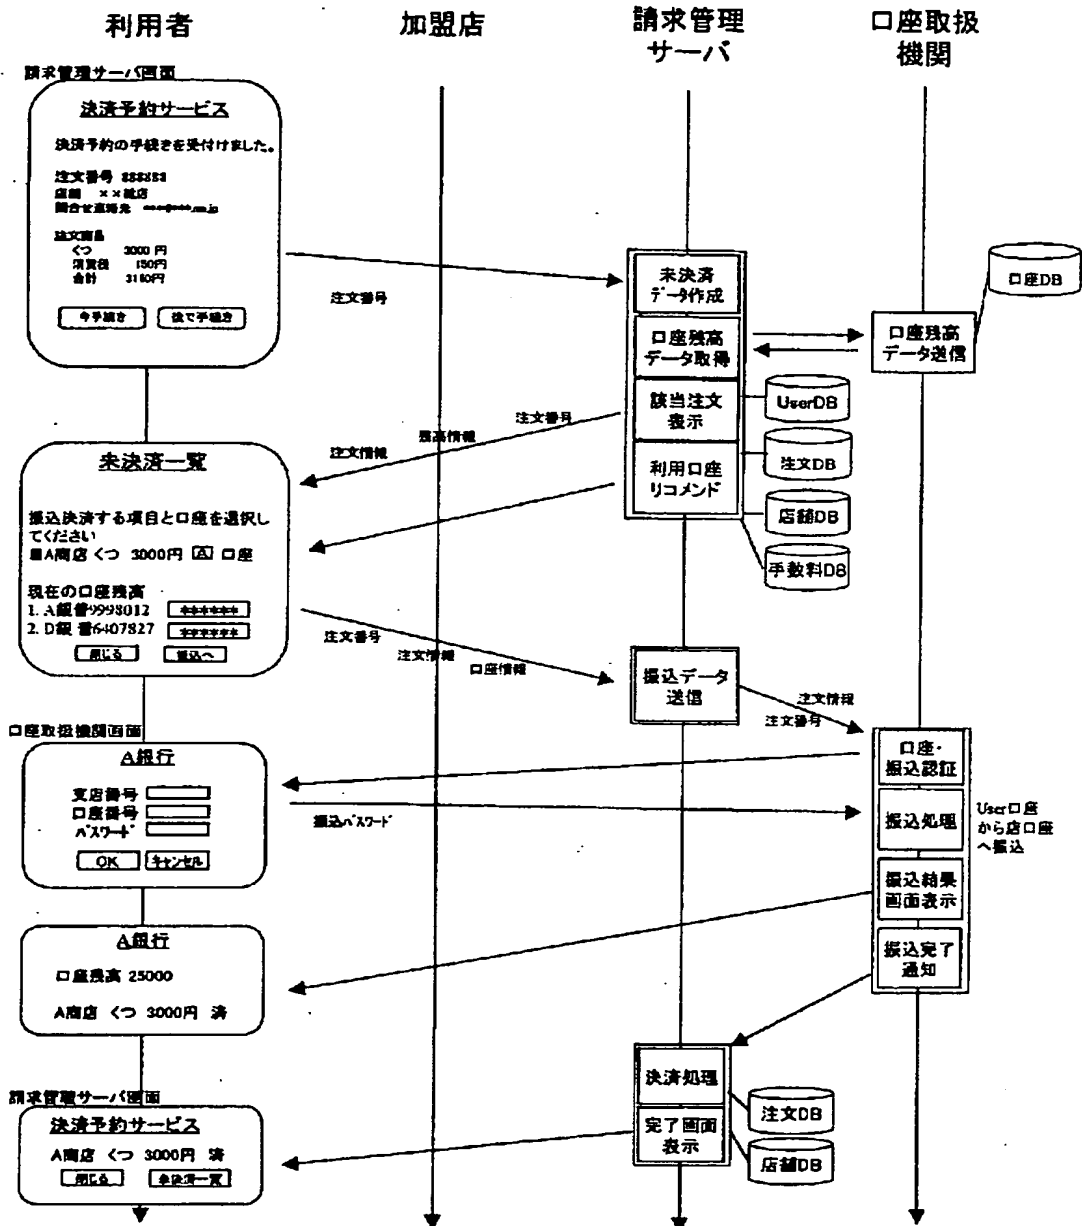 利用者
加盟店
請求管理
サーバ
口座取扱
機関
請求管理サーバ画面
決済予約サービス
決済予約の手続きを受付けました。
注文番号 888888
店舗 ××靴店
問合せ連絡先
注文商品
くつ 3000 円
消費税 150円
合計 3150円
今手続き
後で手続き
注文番号
未決済
データ作成
口座残高
データ取得
該当注文
表示
利用口座
リコメンド
口座DB
口座残高
データ送信
UserDB
注文DB
店舗DB
手数料DB
注文番号
残高情報
注文情報
未決済一覧
振込決済する項目と口座を選択し
てください
■A商店 くつ 3000円 A 口座
現在の口座残高
1. A銀 普9998012 ******
2. D銀 普6407827 ******
閉じる
振込へ
注文番号
注文情報
口座情報
振込データ
送信
注文情報
注文番号
口座取扱機関画面
A銀行
支店番号
口座番号
パスワード
OK
キャンセル
振込パスワード
口座・
振込認証
振込処理
振込結果
画面表示
振込完了
通知
User口座
から店口座
へ振込
A銀行
口座残高 25000
A商店 くつ 3000円 済
決済処理
完了画面
表示
注文DB
店舗DB
請求管理サーバ画面
決済予約サービス
A商店 くつ 3000円 済
閉じる
未決済一覧